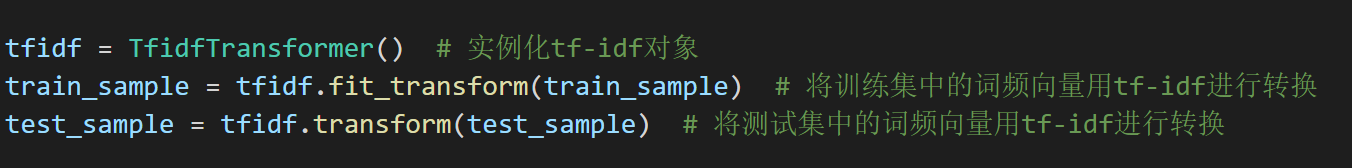 tfidf = TfidfTransformer()  # 实例化tf-idf对象
train_sample = tfidf.fit_transform(train_sample)  # 将训练集中的词频向量用tf-idf进行转换
test_sample = tfidf.transform(test_sample)  # 将测试集中的词频向量用tf-idf进行转换